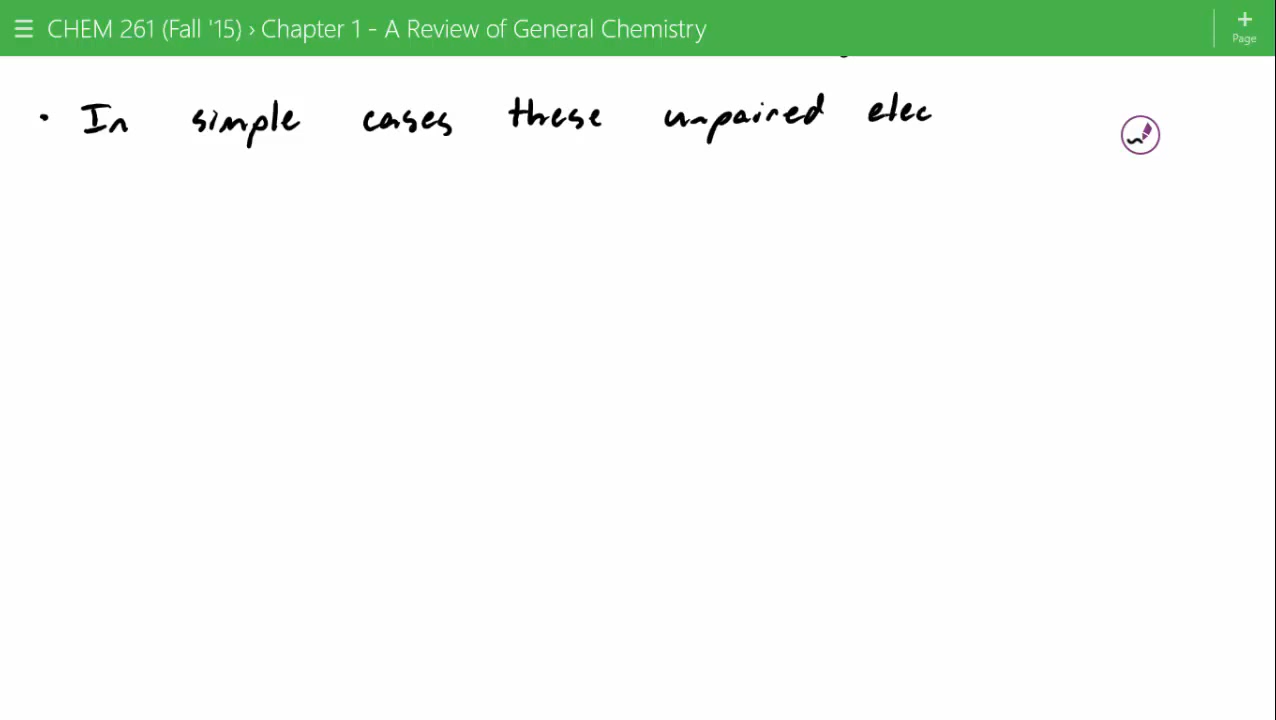 CHEM 261 (Fall '15) › Chapter 1 - A Review of General Chemistry
Page
· In simple cases these unpaired elec